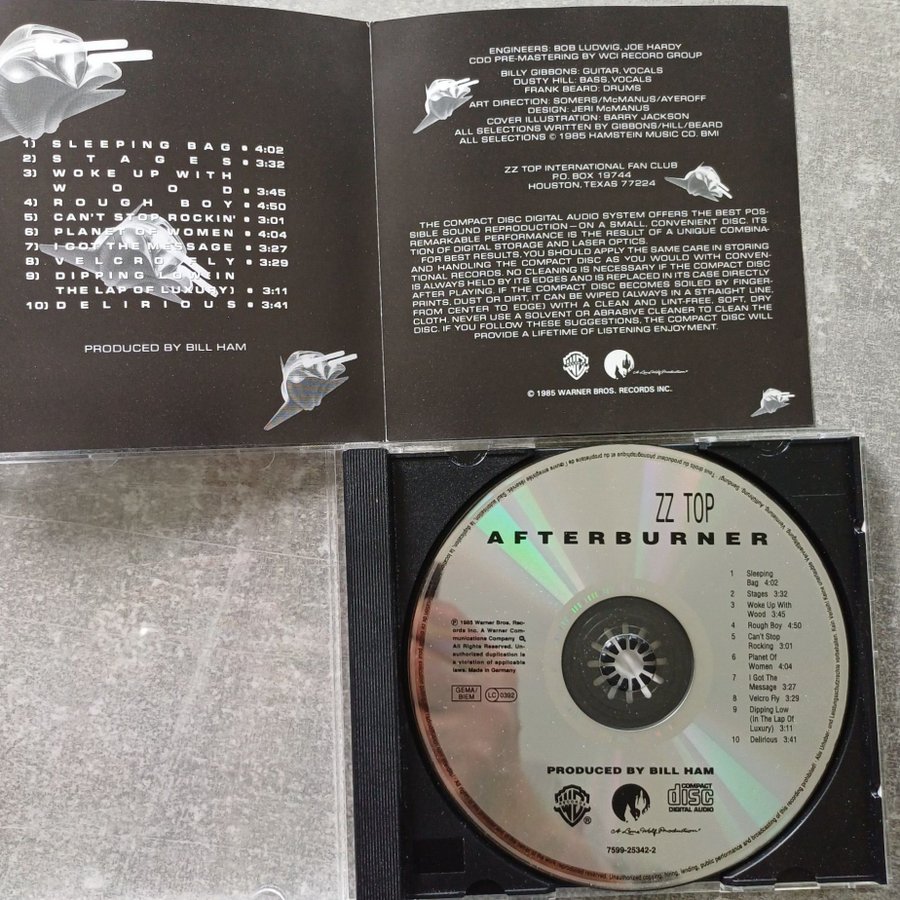 1) SLEEPING BAG • 4:02
2) STAGES • 3:32
3) WOKE UP WITH
WOOD • 3:45
4) ROUGH BOY • 4:50
5) CAN'T STOP ROCKIN' • 3:01
6) PLANET OF WOMEN • 4:04
7) I GOT THE MESSAGE • 3:27
8) VELCRO FLY • 3:29
9) DIPPING LOW (IN
THE LAP OF LUXURY) • 3:11
10) DELIRIOUS • 3:41
PRODUCED BY BILL HAM
ENGINEERS: BOB LUDWIG, JOE HARDY
CDD PRE-MASTERING BY WCI RECORD GROUP
BILLY GIBBONS: GUITAR, VOCALS
DUSTY HILL: BASS, VOCALS
FRANK BEARD: DRUMS
ART DIRECTION: SOMERS/McMANUS/AYEROFF
DESIGN: JERI McMANUS
COVER ILLUSTRATION: BARRY JACKSON
ALL SELECTIONS WRITTEN BY GIBBONS/HILL/BEARD
ALL SELECTIONS © 1985 HAMSTEIN MUSIC CO. BMI
ZZ TOP INTERNATIONAL FAN CLUB
P.O. BOX 19744
HOUSTON, TEXAS 77224
THE COMPACT DISC DIGITAL AUDIO SYSTEM OFFERS THE BEST POS-
SIBLE SOUND REPRODUCTION—ON A SMALL, CONVENIENT DISC. ITS
REMARKABLE PERFORMANCE IS THE RESULT OF A UNIQUE COMBINA-
TION OF DIGITAL STORAGE AND LASER OPTICS.
FOR BEST RESULTS, YOU SHOULD APPLY THE SAME CARE IN STORING
AND HANDLING THE COMPACT DISC AS YOU WOULD WITH CONVEN-
TIONAL RECORDS. NO CLEANING IS NECESSARY IF THE COMPACT DISC
IS ALWAYS HELD BY ITS EDGES AND IS REPLACED IN ITS CASE DIRECTLY
AFTER PLAYING. IF THE COMPACT DISC BECOMES SOILED BY FINGER-
PRINTS, DUST OR DIRT, IT CAN BE WIPED (ALWAYS IN A STRAIGHT LINE,
FROM CENTER TO EDGE) WITH A CLEAN AND LINT-FREE, SOFT, DRY
CLOTH. NEVER USE A SOLVENT OR ABRASIVE CLEANER TO CLEAN THE
DISC. IF YOU FOLLOW THESE SUGGESTIONS, THE COMPACT DISC WILL
PROVIDE A LIFETIME OF LISTENING ENJOYMENT.
A Lone Wolf Production
© 1985 WARNER BROS. RECORDS INC.
ZZ TOP
AFTERBURNER
1 Sleeping
Bag 4:02
2 Stages 3:32
3 Woke Up With
Wood 3:45
4 Rough Boy 4:50
5 Can't Stop
Rocking 3:01
6 Planet Of
Women 4:04
7 I Got The
Message 3:27
8 Velcro Fly 3:29
9 Dipping Low
(In The Lap Of
Luxury) 3:11
10 Delirious 3:41
℗ 1985 Warner Bros. Rec-
ords Inc. A Warner Com-
munications Company
All Rights Reserved. Un-
authorized duplication is
a violation of applicable
laws. Made in Germany
GEMA/
BIEM
LC 0392
PRODUCED BY BILL HAM
®
COMPACT
disc
DIGITAL AUDIO
A Lone Wolf Production
7599-25342-2